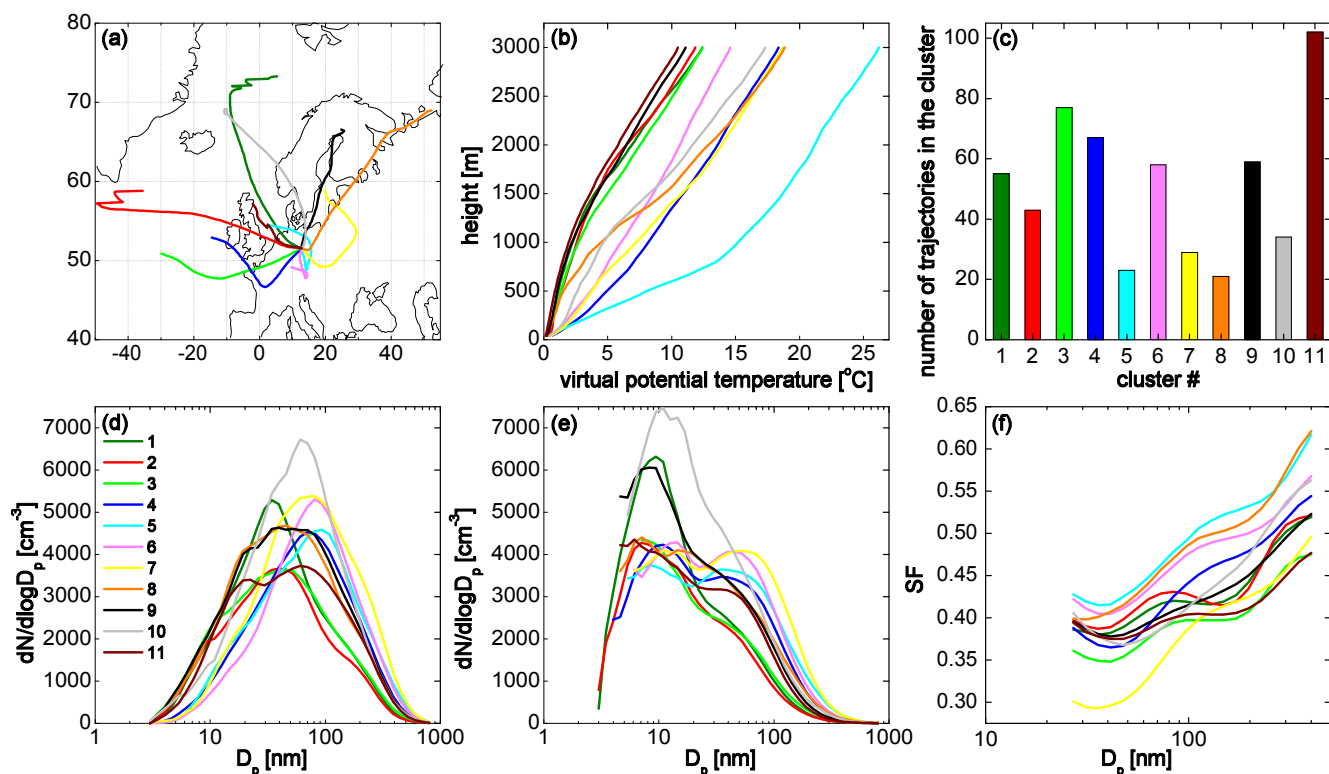 (a)
80
70
60
50
40
-40 -20 0 20 40
(b)
3000
2500
2000
1500
1000
500
0
0 5 10 15 20 25
height [m]
virtual potential temperature [°C]
(c)
100
80
60
40
20
0
1 2 3 4 5 6 7 8 9 10 11
number of trajectories in the cluster
cluster #
(d)
7000
6000
5000
4000
3000
2000
1000
0
1 10 100 1000
1
2
3
4
5
6
7
8
9
10
11
dN/dlogDp [cm-3]
Dp [nm]
(e)
7000
6000
5000
4000
3000
2000
1000
0
1 10 100 1000
dN/dlogDp [cm-3]
Dp [nm]
(f)
0.65
0.60
0.55
0.50
0.45
0.40
0.35
0.30
10 100
SF
Dp [nm]